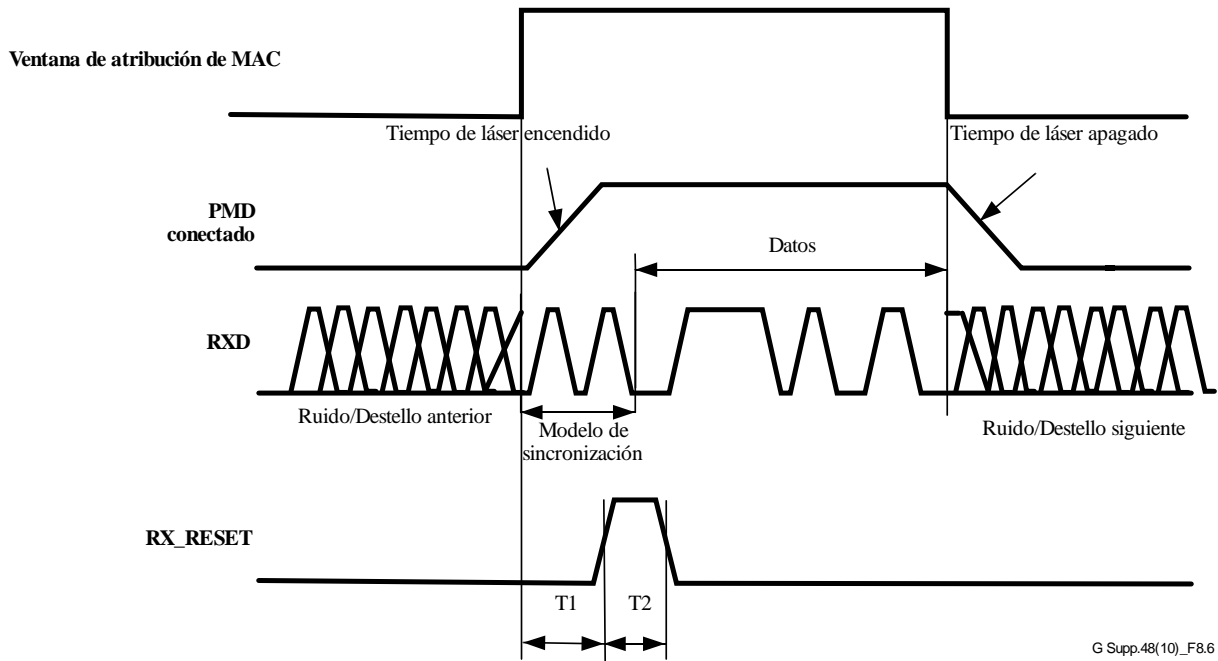 Ventana de atribución de MAC
Tiempo de láser encendido
Tiempo de láser apagado
PMD
conectado
Datos
RXD
Ruido/Destello anterior
Modelo de
sincronización
Ruido/Destello siguiente
RX_RESET
T1
T2
G Supp.48(10)_F8.6